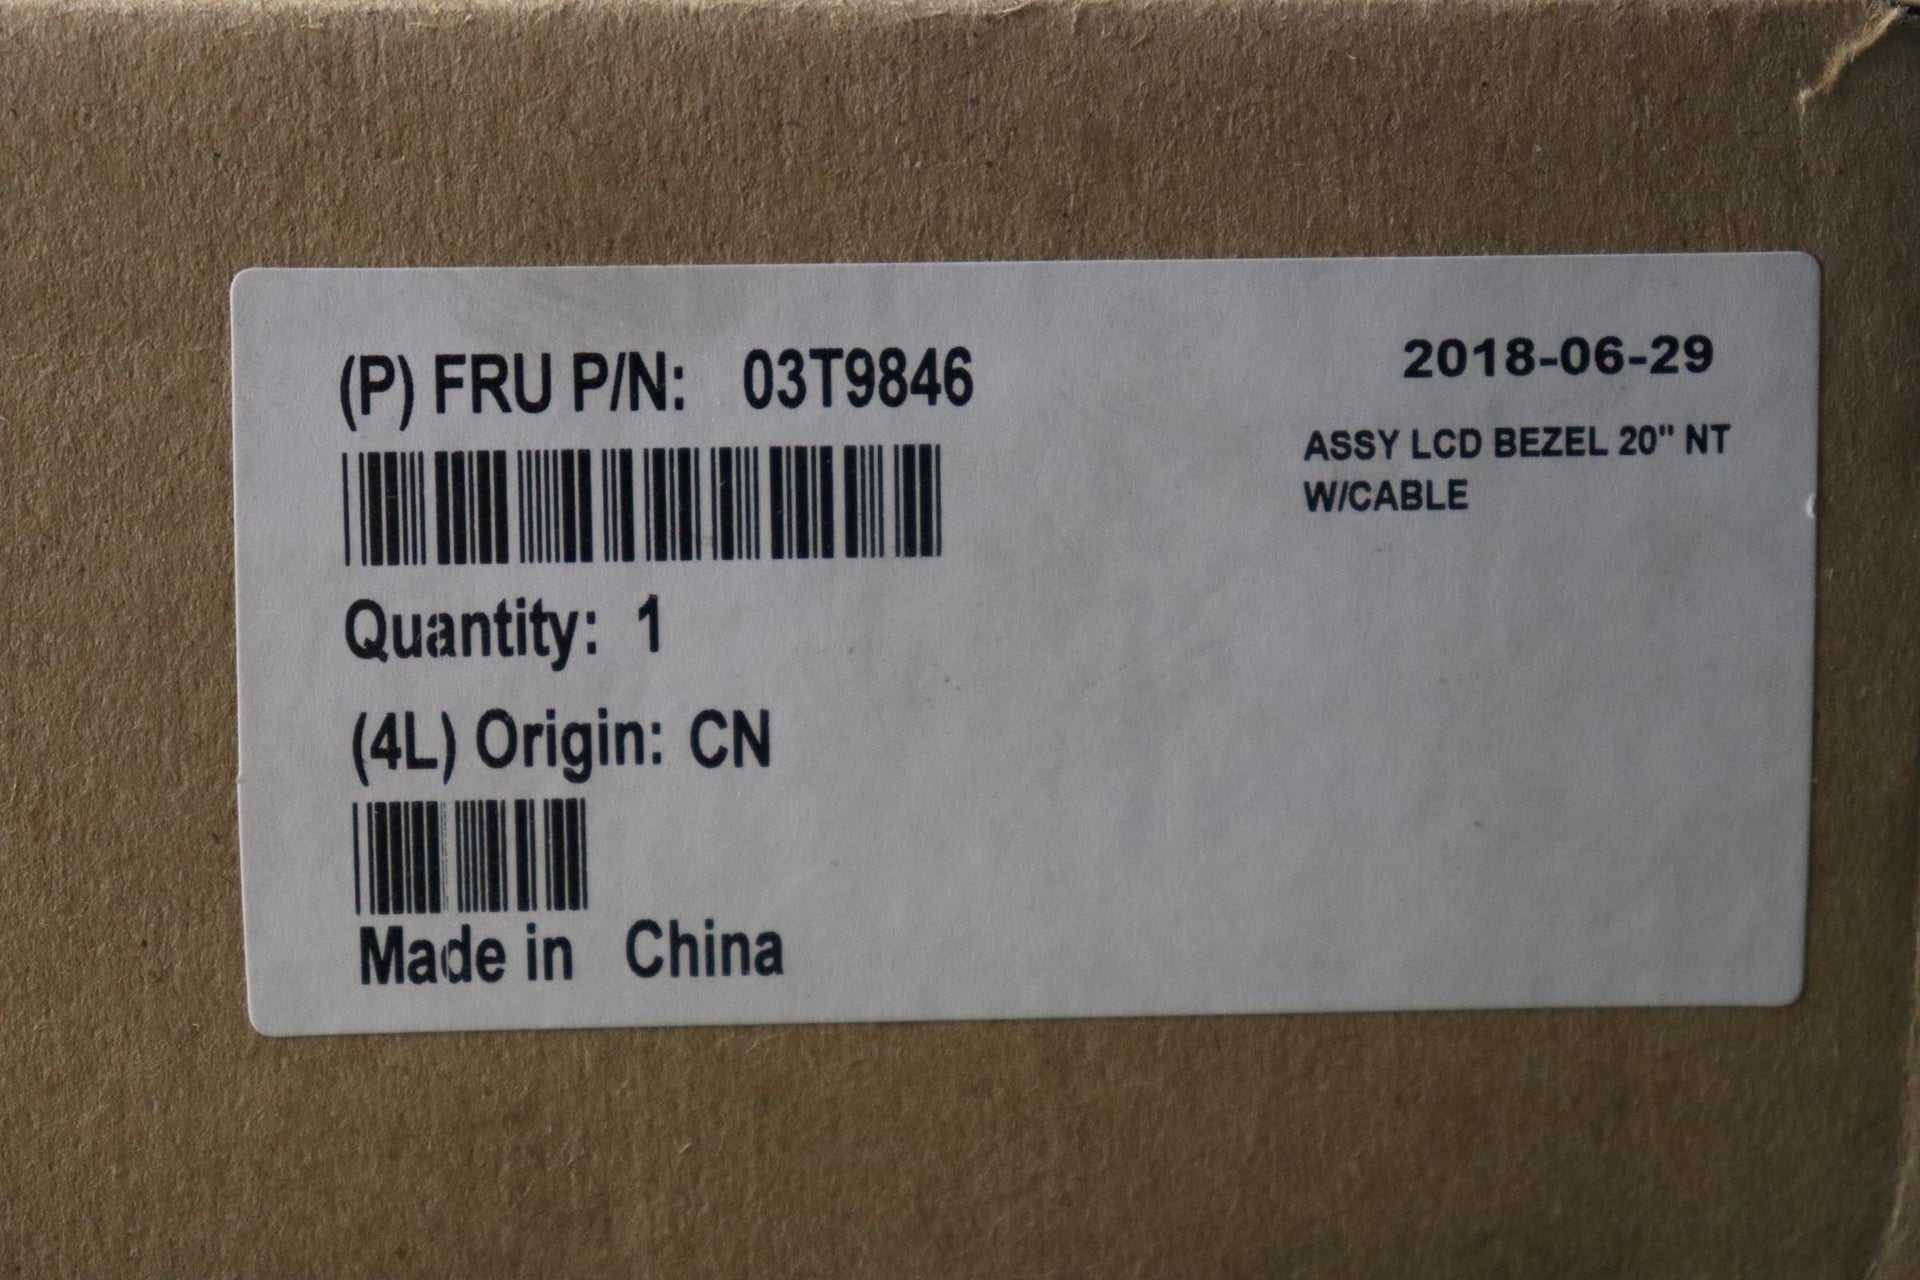 (P) FRU P/N: 03T9846
2018-06-29
ASSY LCD BEZEL 20" NT
W/CABLE
Quantity: 1
(4L) Origin: CN
Made in China